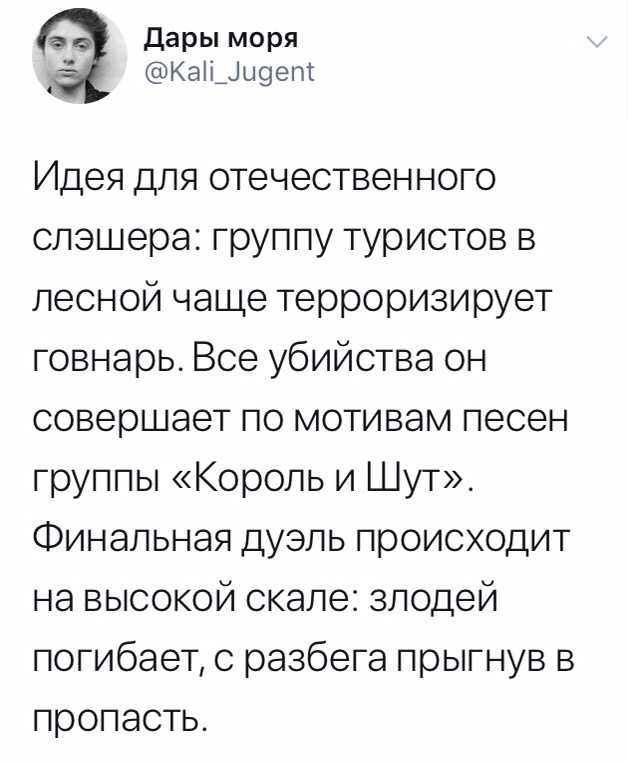 Дары моря
@Kali_Jugent
Идея для отечественного
слэшера: группу туристов в
лесной чаще терроризирует
говнарь. Все убийства он
совершает по мотивам песен
группы «Король и Шут».
Финальная дуэль происходит
на высокой скале: злодей
погибает, с разбега прыгнув в
пропасть.